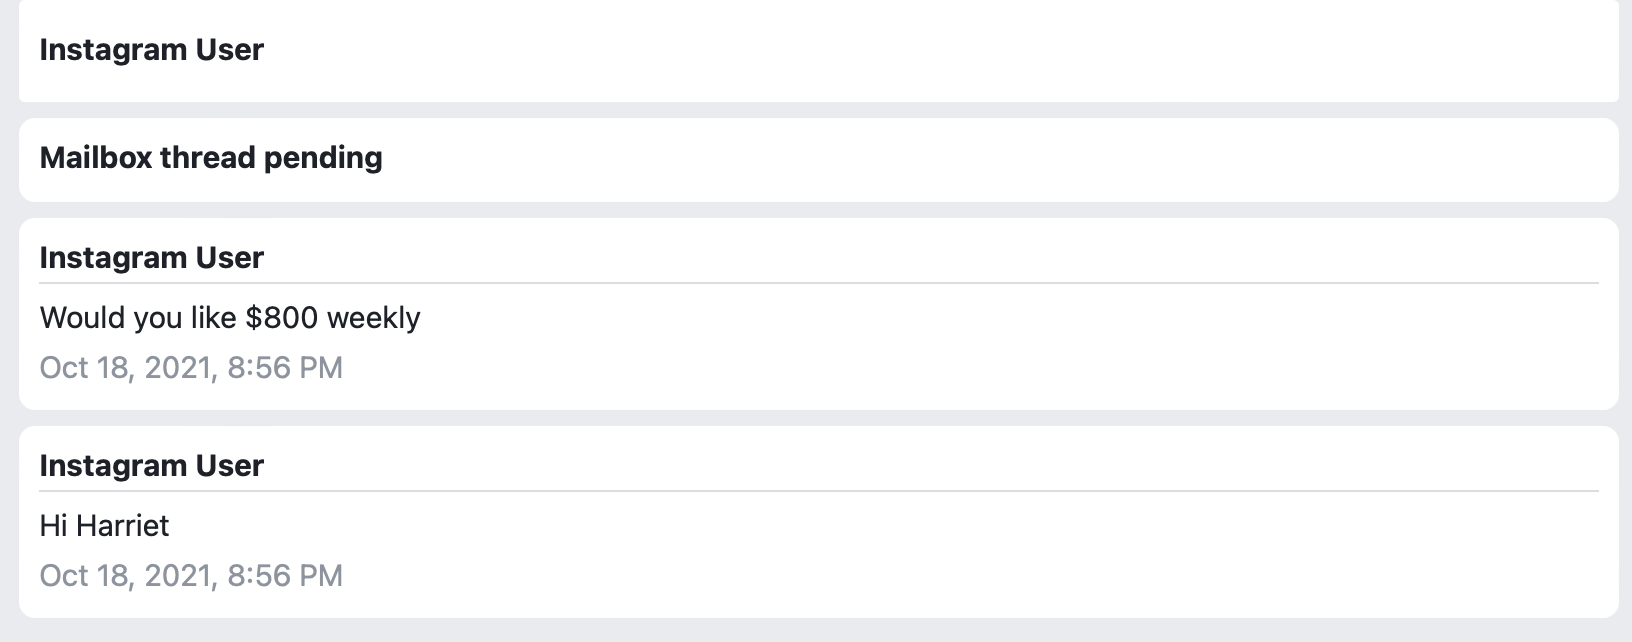 Instagram User
Mailbox thread pending
Instagram User
Would you like $800 weekly
Oct 18, 2021, 8:56 PM
Instagram User
Hi Harriet
Oct 18, 2021, 8:56 PM